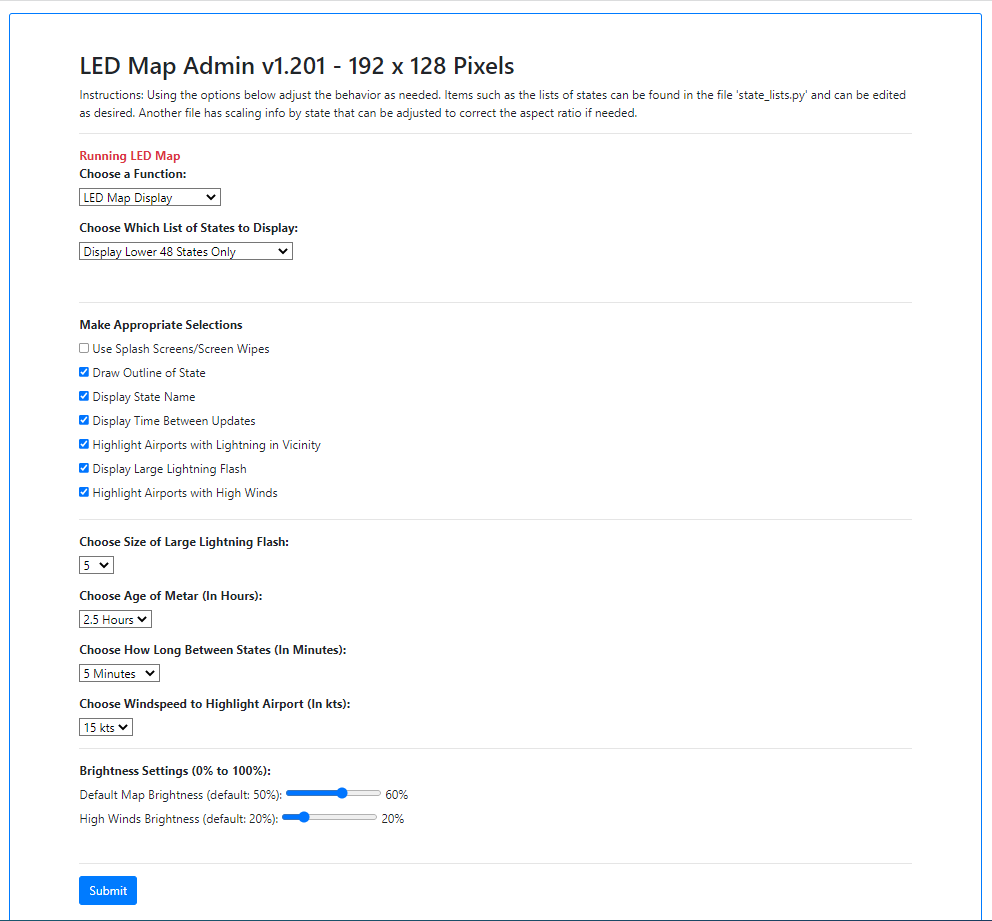 LED Map Admin v1.201 - 192 x 128 Pixels
Instructions: Using the options below adjust the behavior as needed. Items such as the lists of states can be found in the file 'state_lists.py' and can be edited
as desired. Another file has scaling info by state that can be adjusted to correct the aspect ratio if needed.
Running LED Map
Choose a Function:
LED Map Display
Choose Which List of States to Display:
Display Lower 48 States Only
Make Appropriate Selections
Use Splash Screens/Screen Wipes
Draw Outline of State
Display State Name
Display Time Between Updates
Highlight Airports with Lightning in Vicinity
Display Large Lightning Flash
Highlight Airports with High Winds
Choose Size of Large Lightning Flash:
5
Choose Age of Metar (In Hours):
2.5 Hours
Choose How Long Between States (In Minutes):
5 Minutes
Choose Windspeed to Highlight Airport (In kts):
15 kts
Brightness Settings (0% to 100%):
Default Map Brightness (default: 50%): 60%
High Winds Brightness (default: 20%): 20%
Submit